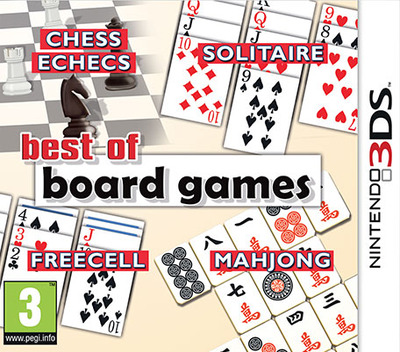 CHESS
ECHECS
SOLITAIRE
best of
board games
FREECELL
MAHJONG
3
www.pegi.info
NINTENDO 3DS